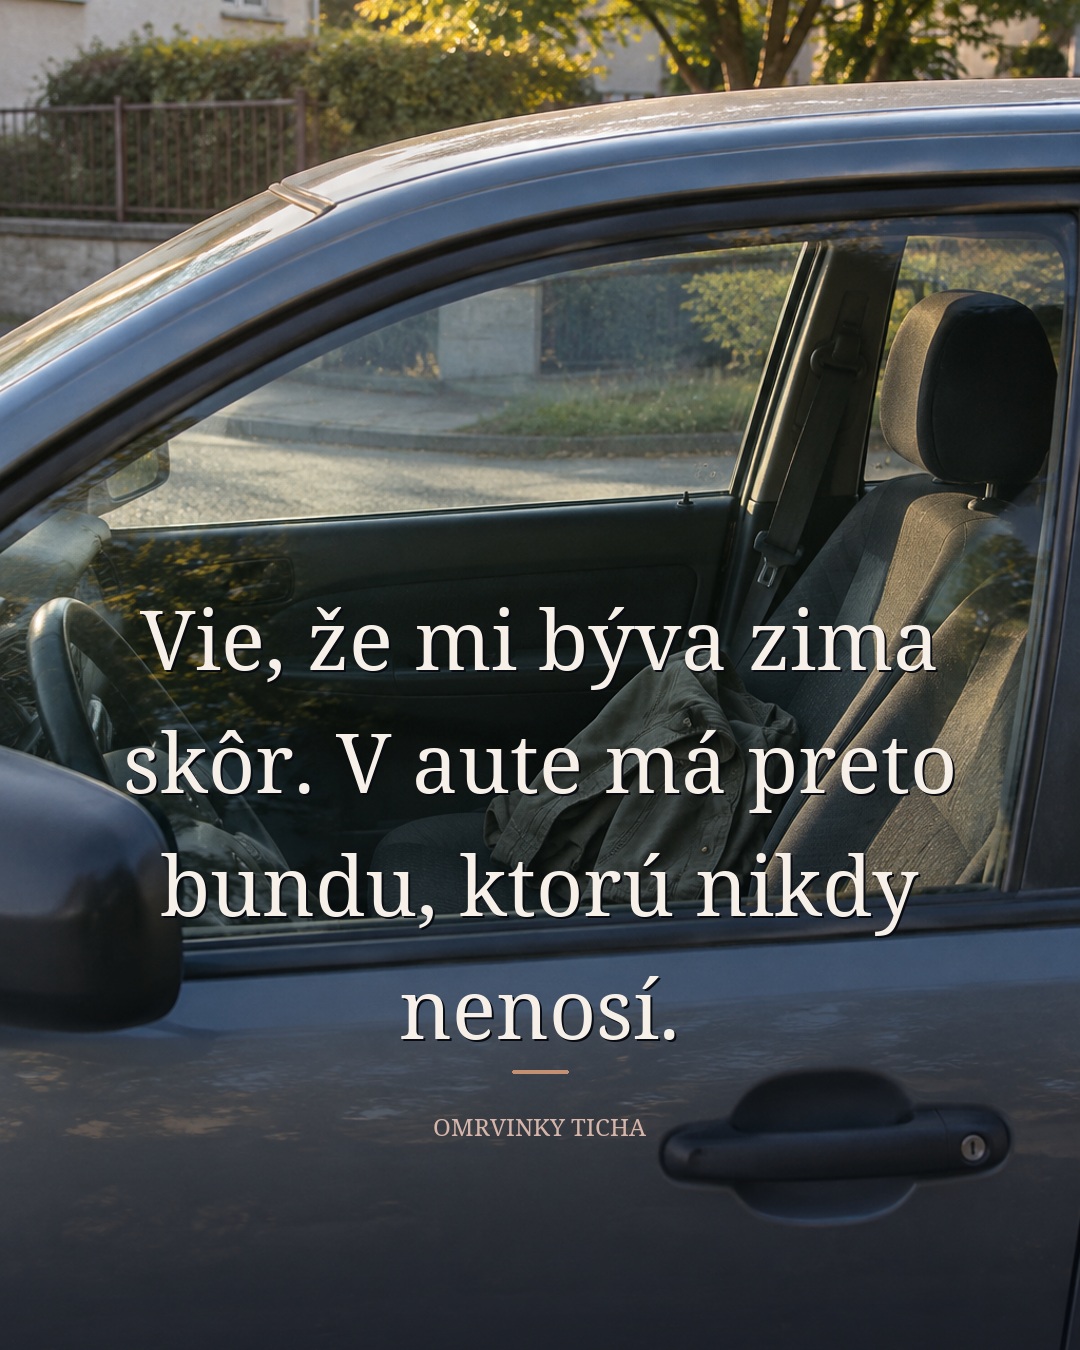 Vie, že mi býva zima
skôr. V aute má preto
bundu, ktorú nikdy
nenosí.
OMRVINKY TICHA